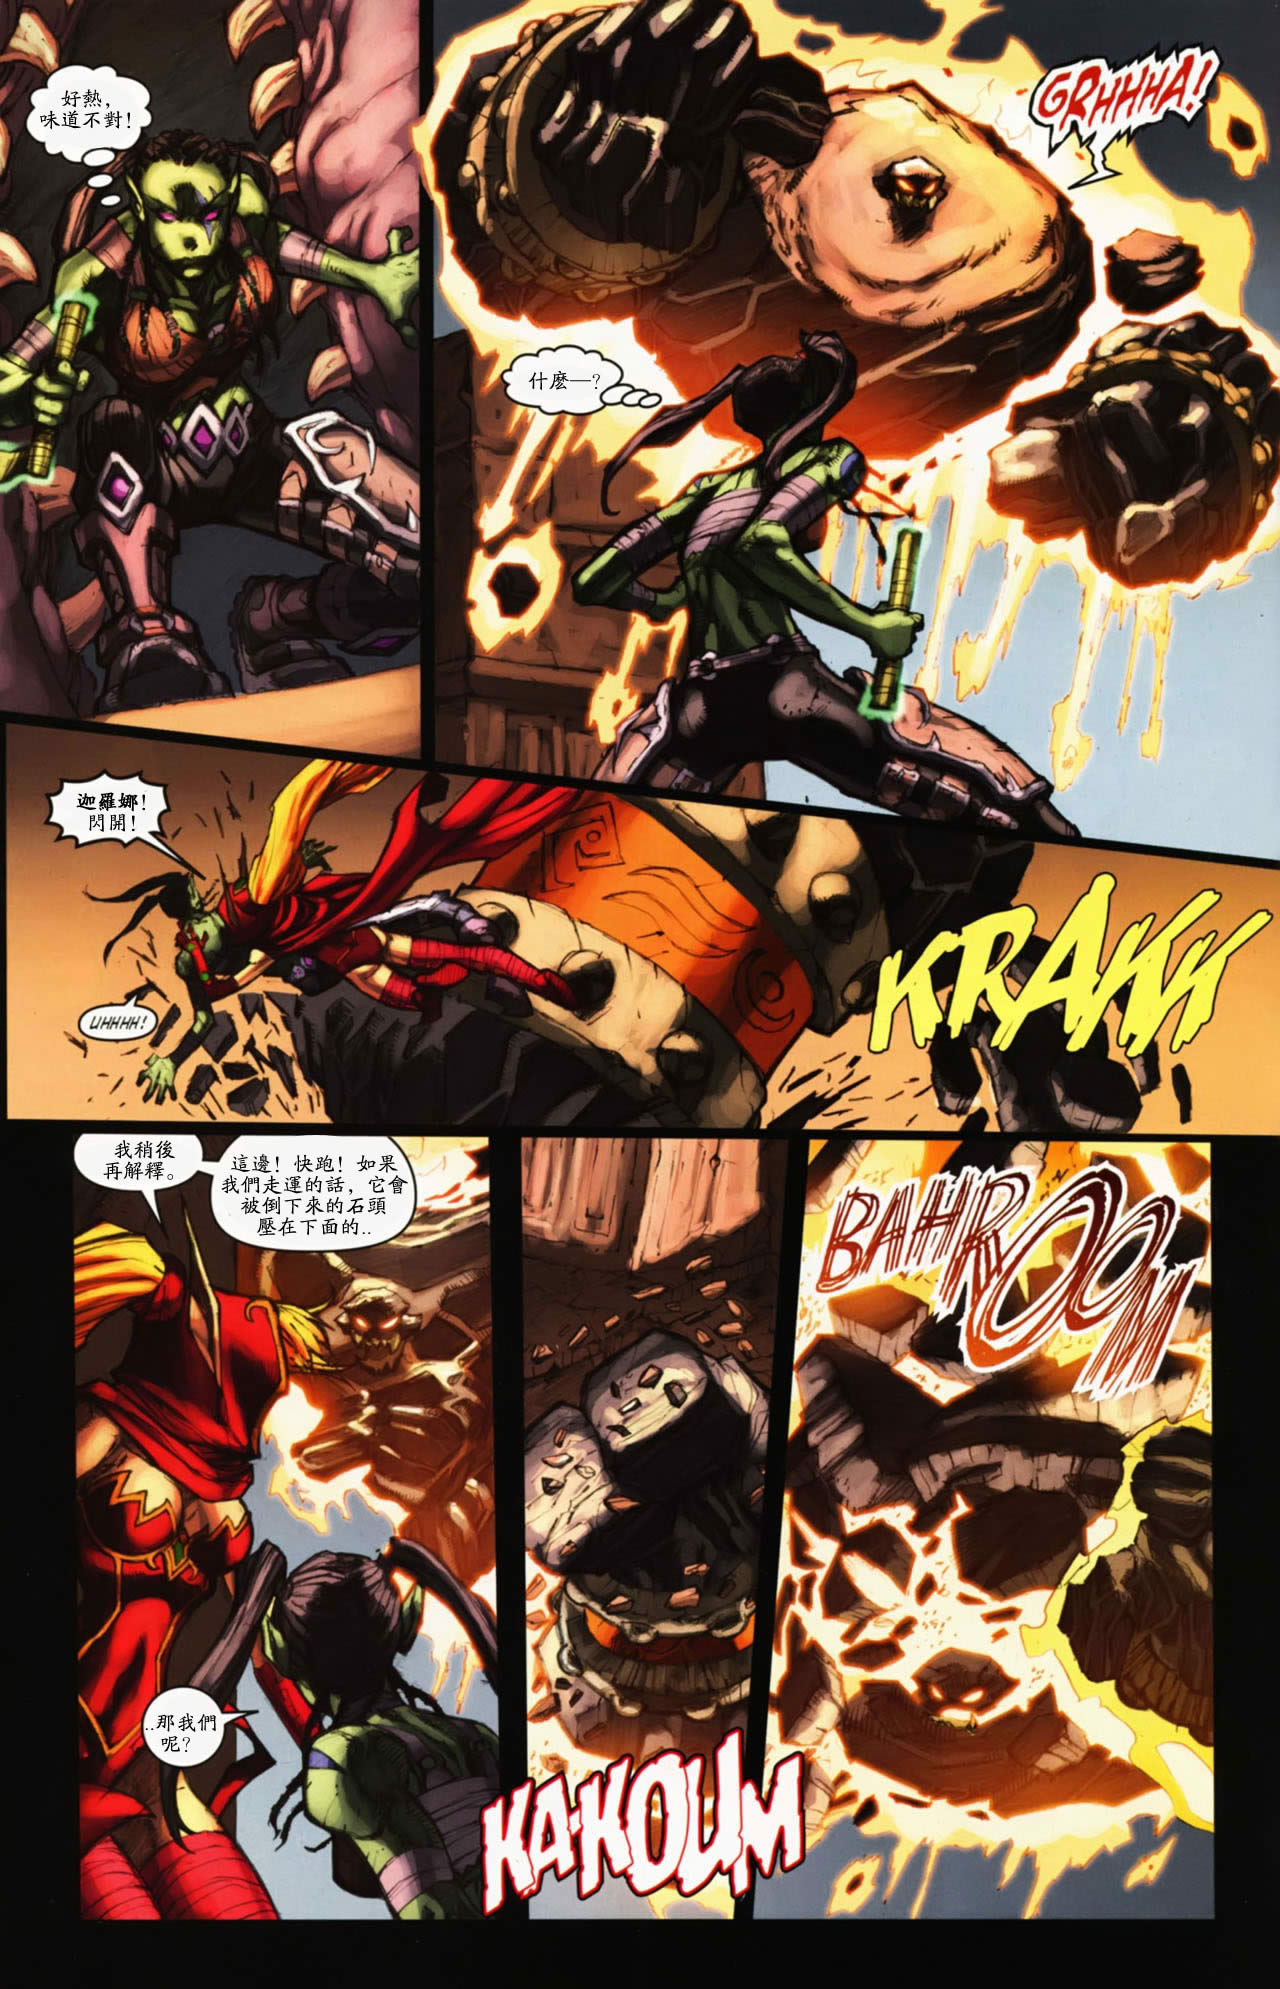 好熱，
味道不對！
GRHHHA!
什麼—？
迦羅娜！
閃開！
UHHHH!
KRAKK
我稍後
再解釋。
這邊！快跑！如果
我們走運的話，它會
被倒下來的石頭
壓在下面的..
..那我們
呢？
KA-KOUM
BAHHROOOM